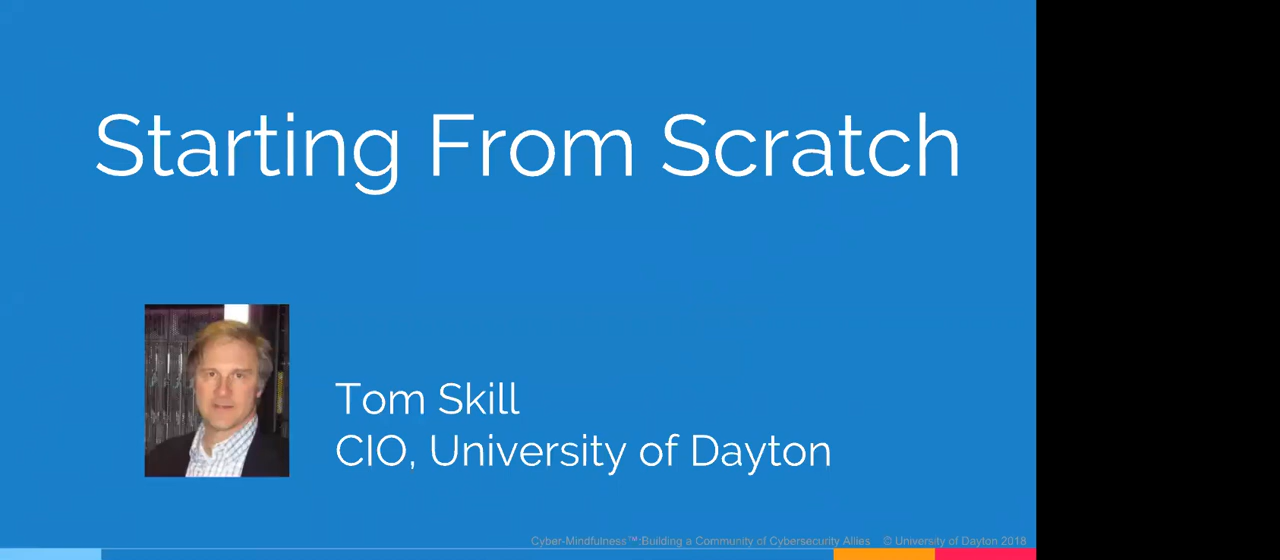 Starting From Scratch
Tom Skill
CIO, University of Dayton
Cyber-Mindfulness™:Building a Community of Cybersecurity Allies © University of Dayton 2018